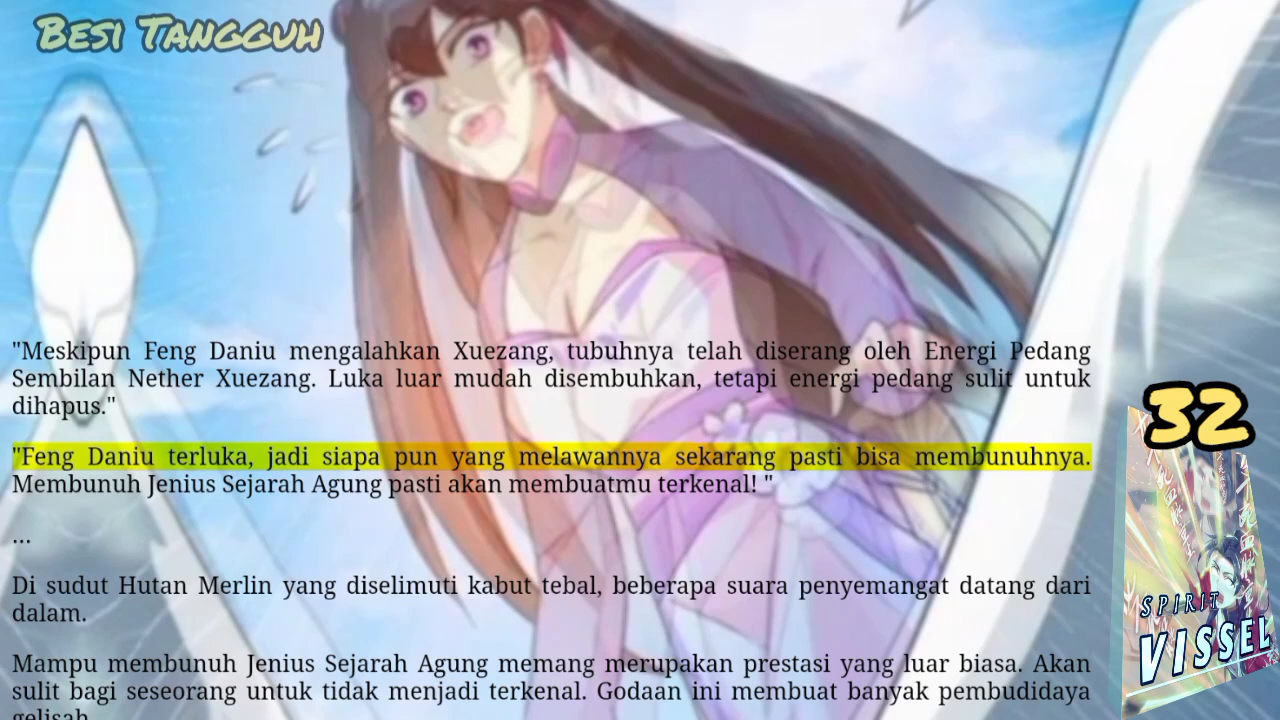 Besi Tangguh
"Meskipun Feng Daniu mengalahkan Xuezang, tubuhnya telah diserang oleh Energi Pedang
Sembilan Nether Xuezang. Luka luar mudah disembuhkan, tetapi energi pedang sulit untuk
dihapus."
"Feng Daniu terluka, jadi siapa pun yang melawannya sekarang pasti bisa membunuhnya.
Membunuh Jenius Sejarah Agung pasti akan membuatmu terkenal! "
...
Di sudut Hutan Merlin yang diselimuti kabut tebal, beberapa suara penyemangat datang dari
dalam.
Mampu membunuh Jenius Sejarah Agung memang merupakan prestasi yang luar biasa. Akan
sulit bagi seseorang untuk tidak menjadi terkenal. Godaan ini membuat banyak pembudidaya
gelisah.
32
SPIRIT
VISSEL